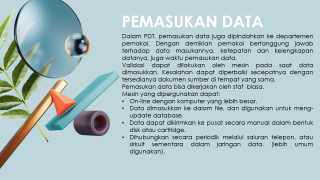 PEMASUKAN DATA
Dalam PDT, pemasukan data juga dipindahkan ke departemen
pemakai. Dengan demikian pemakai bertanggung jawab
terhadap data masukannya, ketepatan dan kelengkapan
datanya, juga waktu pemasukan data.
Validasi dapat dilakukan oleh mesin pada saat data
dimasukkan. Kesalahan dapat diperbaiki secepatnya dengan
tersedianya dokumen sumber di tempat yang sama.
Pemasukan data bisa dikerjakan oleh staf biasa.
Mesin yang dipergunakan dapat:
• On-line dengan komputer yang lebih besar.
• Data dimasukkan ke dalam file, dan digunakan untuk meng-
update database.
• Data dapat dikirimkan ke pusat secara manual dalam bentuk
disk atau cartridge.
• Dihubungkan secara periodik melalui saluran telepon, atau
sirkuit sementara dalam jaringan data. (lebih umum
digunakan).